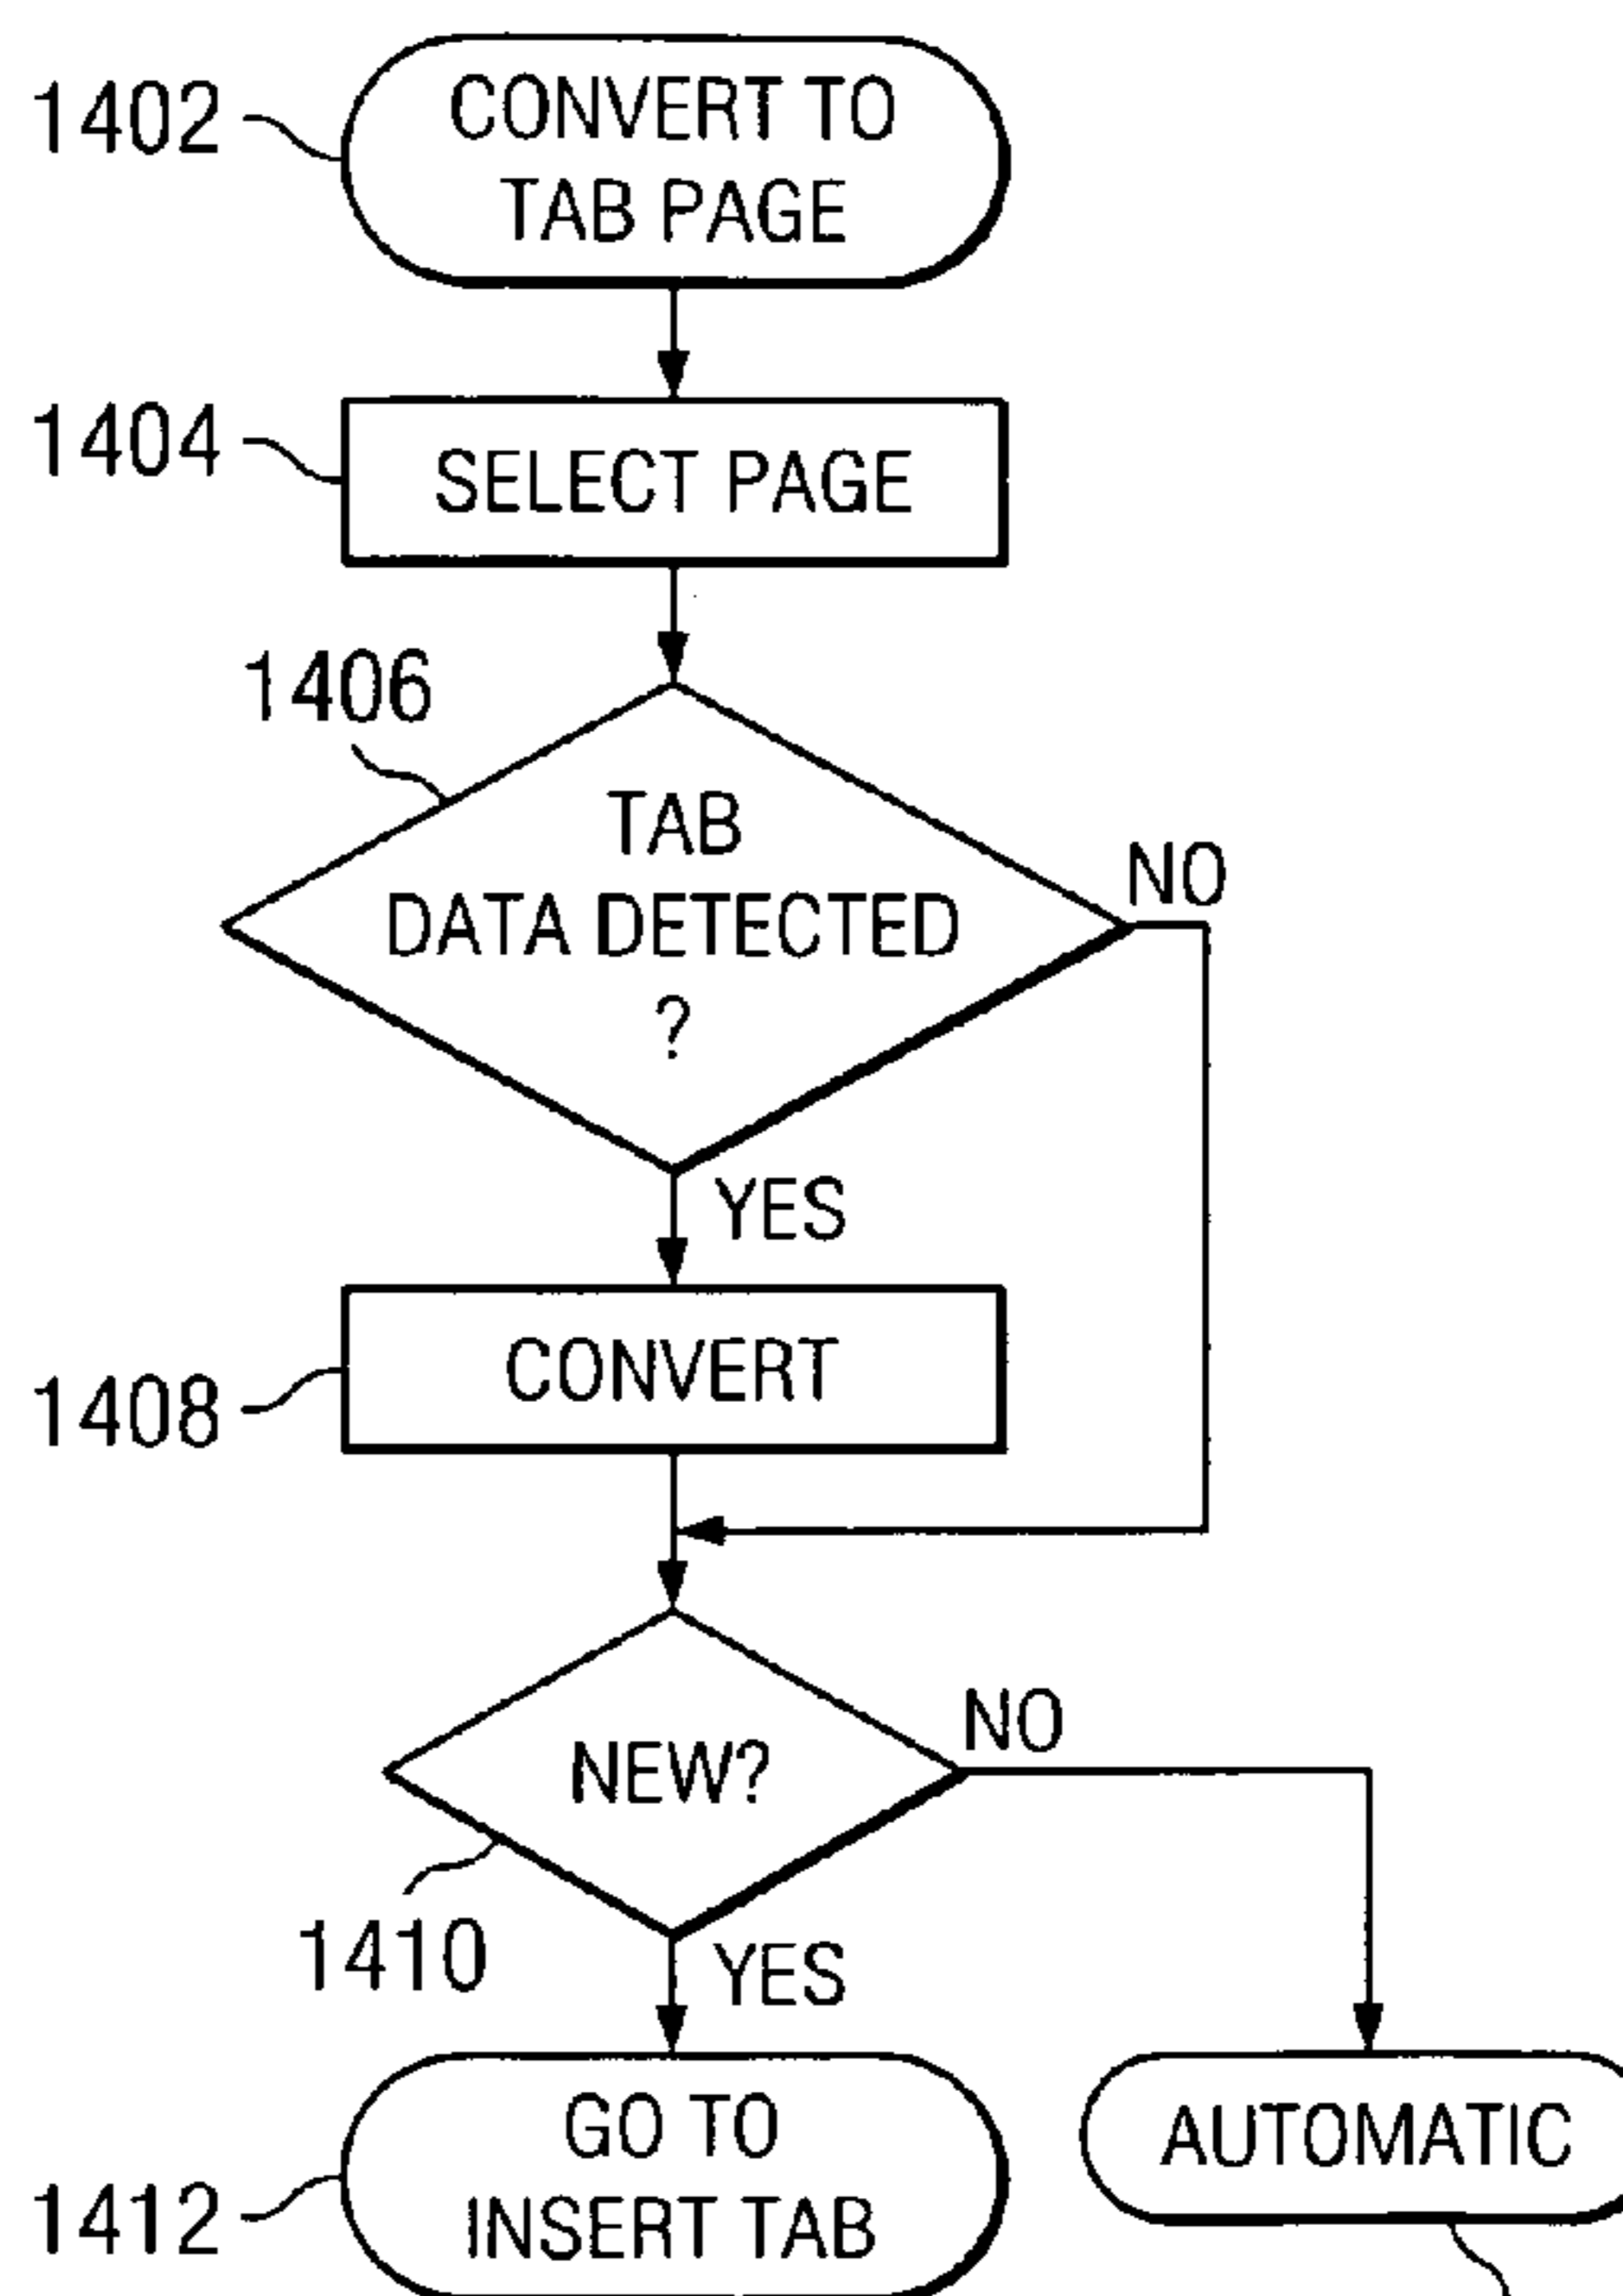 1402
CONVERT TO
TAB PAGE
1404
SELECT PAGE
1406
TAB
DATA DETECTED
?
NO
YES
1408
CONVERT
NEW?
NO
1410
YES
1412
GO TO
INSERT TAB
AUTOMATIC